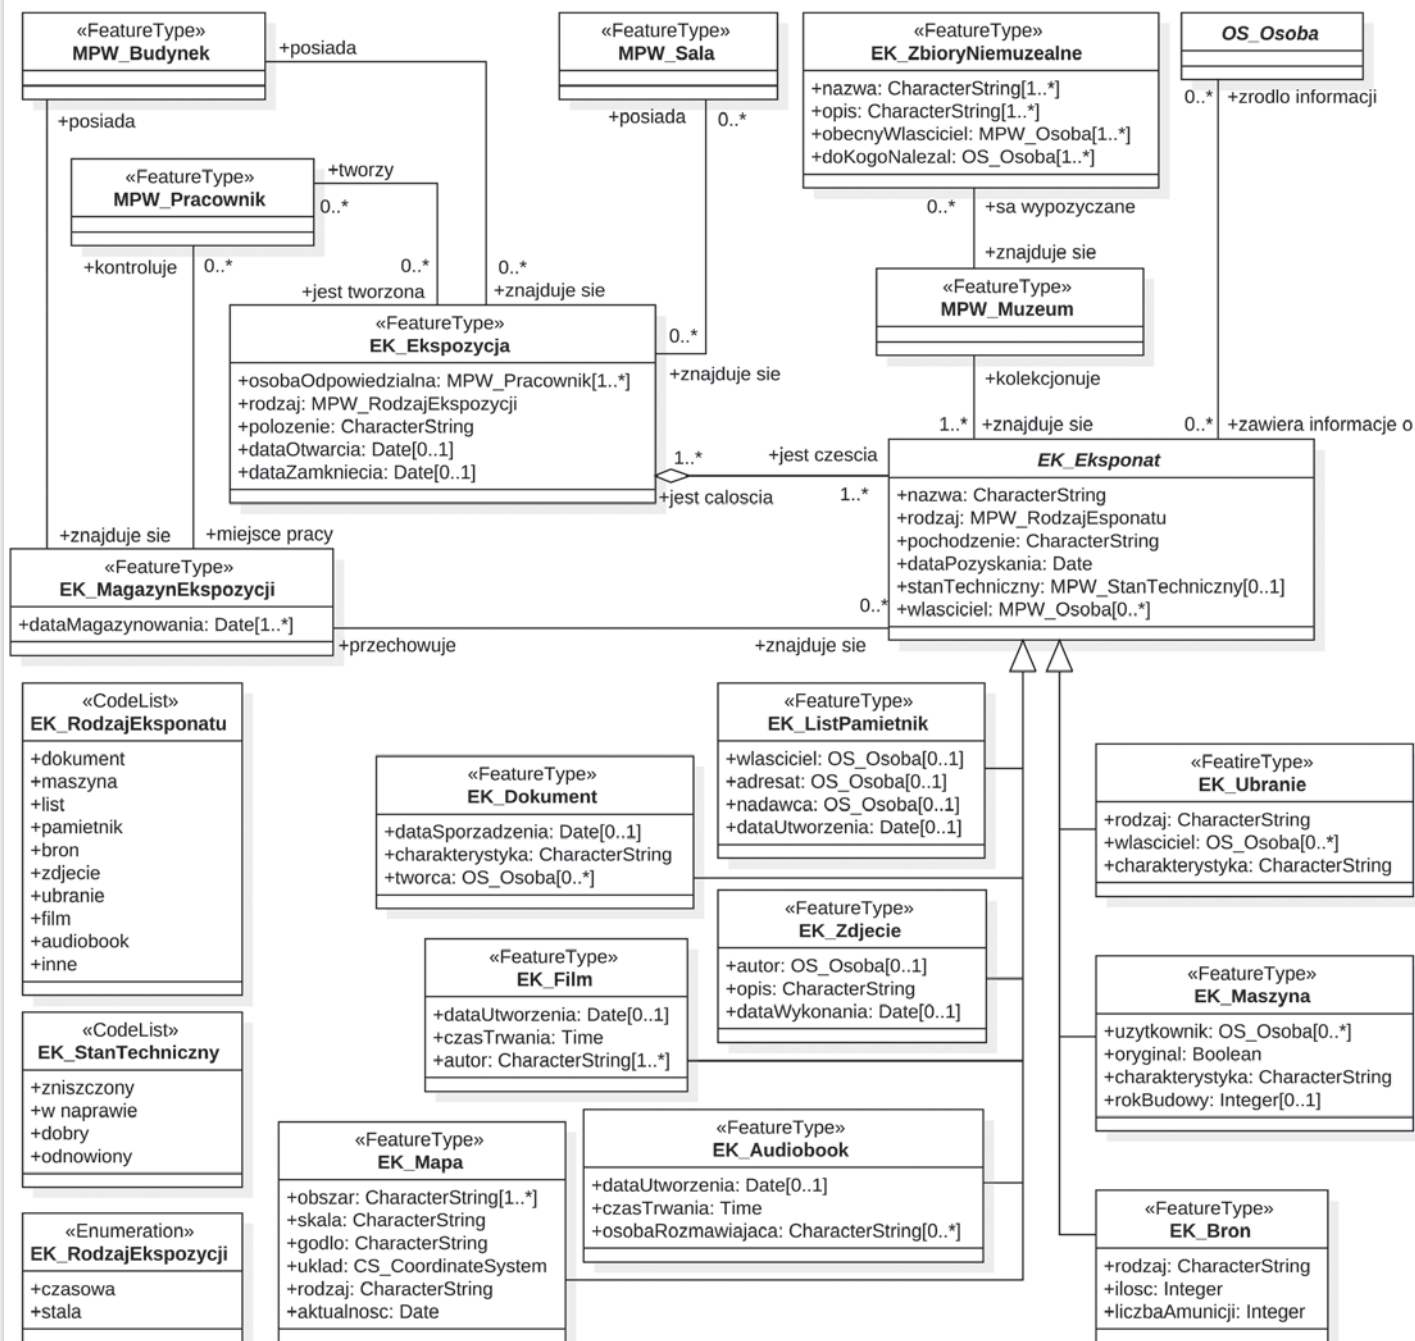 «FeatureType»
MPW_Budynek
+posiada
+posiada
«FeatureType»
MPW_Sala
+posiada
0..*
«FeatureType»
EK_ZbioryNiemuzealne
+nazwa: CharacterString[1..*]
+opis: CharacterString[1..*]
+obecnyWlasciciel: MPW_Osoba[1..*]
+doKogoNalezal: OS_Osoba[1..*]
OS_Osoba
0..*
+zrodlo informacji
«FeatureType»
MPW_Pracownik
+tworzy
0..*
+kontroluje
0..*
0..*
+jest tworzona
0..*
+znajduje sie
0..*
+sa wypozyczane
+znajduje sie
«FeatureType»
MPW_Muzeum
+kolekcjonuje
1..*
+znajduje sie
0..*
+zawiera informacje o
«FeatureType»
EK_Ekspozycja
+osobaOdpowiedzialna: MPW_Pracownik[1..*]
+rodzaj: MPW_RodzajEkspozycji
+polozenie: CharacterString
+dataOtwarcia: Date[0..1]
+dataZamkniecia: Date[0..1]
0..*
+znajduje sie
1..*
+jest czescia
+jest caloscia
1..*
EK_Eksponat
+nazwa: CharacterString
+rodzaj: MPW_RodzajEsponatu
+pochodzenie: CharacterString
+dataPozyskania: Date
+stanTechniczny: MPW_StanTechniczny[0..1]
+wlasciciel: MPW_Osoba[0..*]
+znajduje sie
+miejsce pracy
«FeatureType»
EK_MagazynEkspozycji
+dataMagazynowania: Date[1..*]
+przechowuje
0..*
+znajduje sie
«CodeList»
EK_RodzajEksponatu
+dokument
+maszyna
+list
+pamietnik
+bron
+zdjecie
+ubranie
+film
+audiobook
+inne
«FeatureType»
EK_Dokument
+dataSporzadzenia: Date[0..1]
+charakterystyka: CharacterString
+tworca: OS_Osoba[0..*]
«FeatureType»
EK_ListPamietnik
+wlasciciel: OS_Osoba[0..1]
+adresat: OS_Osoba[0..1]
+nadawca: OS_Osoba[0..1]
+dataUtworzenia: Date[0..1]
«FeatireType»
EK_Ubranie
+rodzaj: CharacterString
+wlasciciel: OS_Osoba[0..*]
+charakterystyka: CharacterString
«FeatureType»
EK_Film
+dataUtworzenia: Date[0..1]
+czasTrwania: Time
+autor: CharacterString[1..*]
«FeatureType»
EK_Zdjecie
+autor: OS_Osoba[0..1]
+opis: CharacterString
+dataWykonania: Date[0..1]
«FeatureType»
EK_Maszyna
+uzytkownik: OS_Osoba[0..*]
+oryginal: Boolean
+charakterystyka: CharacterString
+rokBudowy: Integer[0..1]
«CodeList»
EK_StanTechniczny
+zniszczony
+w naprawie
+dobry
+odnowiony
«FeatureType»
EK_Mapa
+obszar: CharacterString[1..*]
+skala: CharacterString
+godlo: CharacterString
+uklad: CS_CoordinateSystem
+rodzaj: CharacterString
+aktualnosc: Date
«FeatureType»
EK_Audiobook
+dataUtworzenia: Date[0..1]
+czasTrwania: Time
+osobaRozmawiajaca: CharacterString[0..*]
«FeatureType»
EK_Bron
+rodzaj: CharacterString
+ilosc: Integer
+liczbaAmunicji: Integer
«Enumeration»
EK_RodzajEkspozycji
+czasowa
+stala